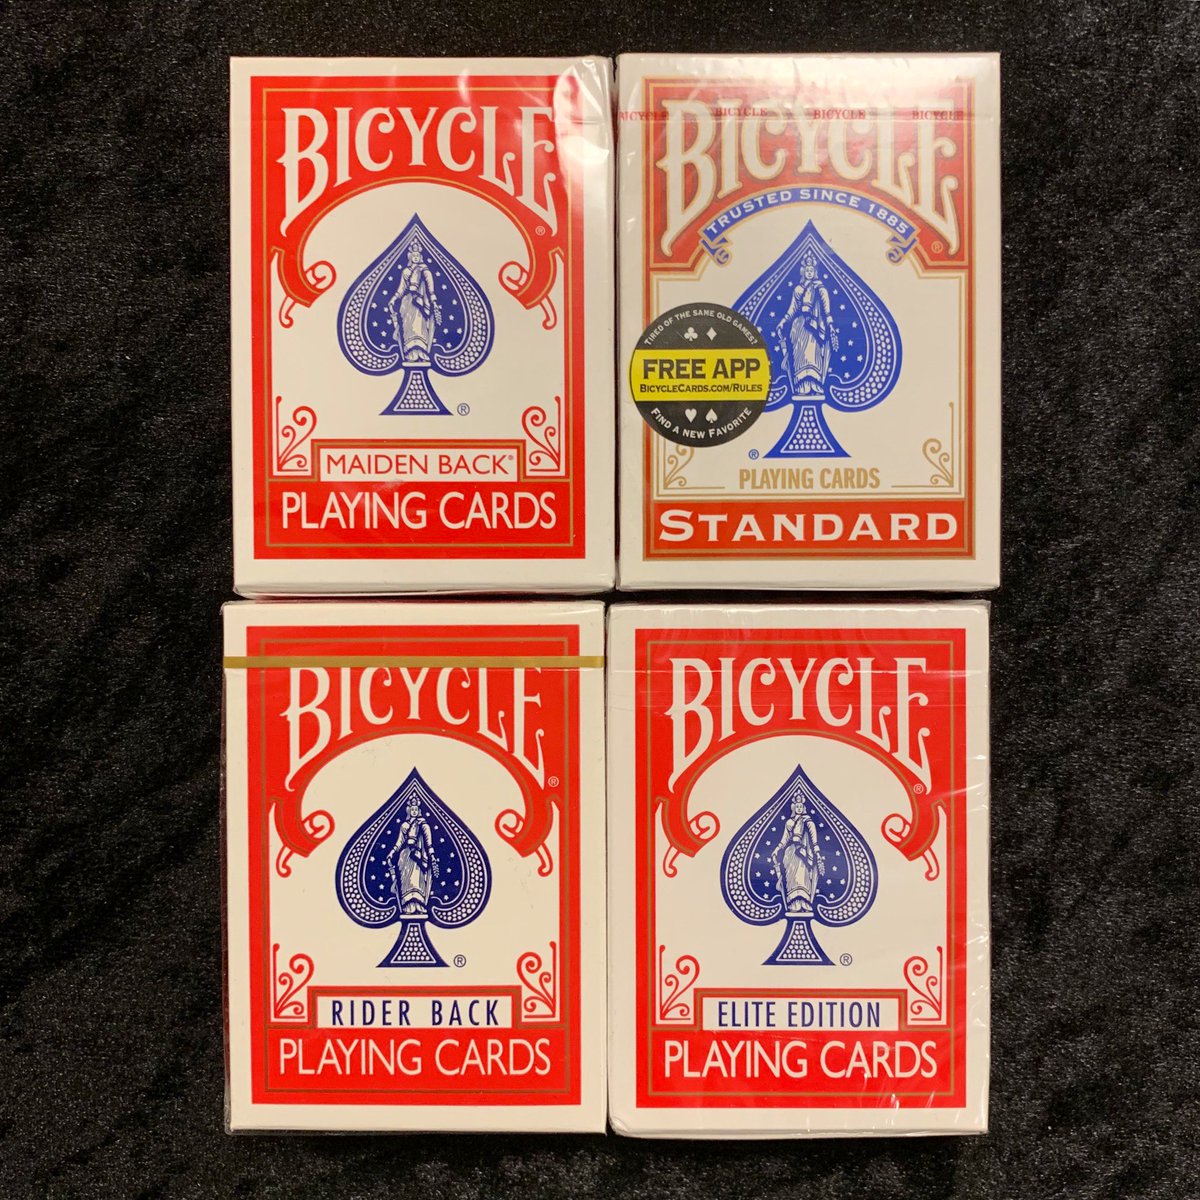 BICYCLE
®
®
MAIDEN BACK®
PLAYING CARDS
BICYCLE BICYCLE BICYCLE BICYCLE
BICYCLE
TRUSTED SINCE 1885
®
TIRED OF THE SAME OLD GAMES?
FREE APP
BICYCLECARDS.COM/RULES
FIND A NEW FAVORITE
®
PLAYING CARDS
STANDARD
BICYCLE
®
®
RIDER BACK
PLAYING CARDS
BICYCLE
®
®
ELITE EDITION
PLAYING CARDS